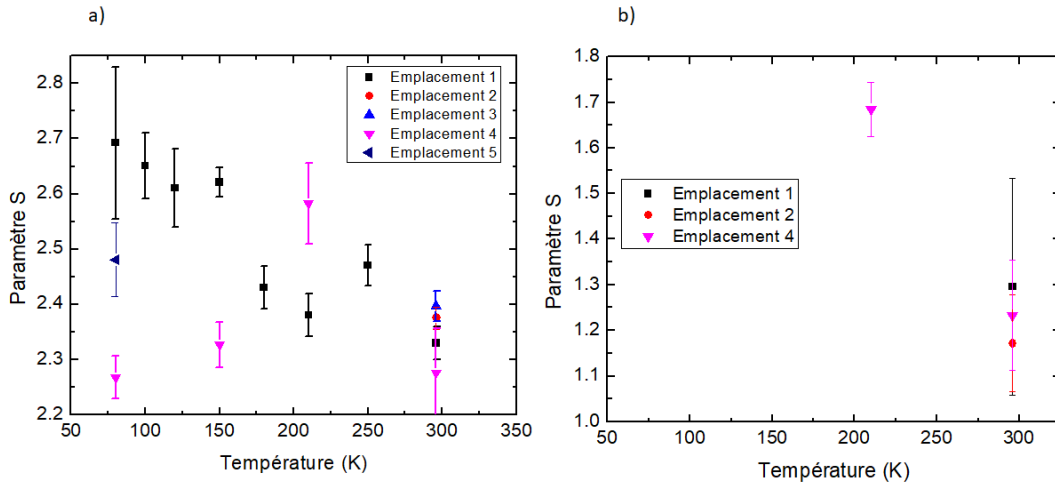 a)
Paramètre S
2.8
2.7
2.6
2.5
2.4
2.3
2.2
50
100
150
200
250
300
350
Température (K)
Emplacement 1
Emplacement 2
Emplacement 3
Emplacement 4
Emplacement 5
b)
Paramètre S
1.8
1.7
1.6
1.5
1.4
1.3
1.2
1.1
1.0
50
100
150
200
250
300
Température (K)
Emplacement 1
Emplacement 2
Emplacement 4